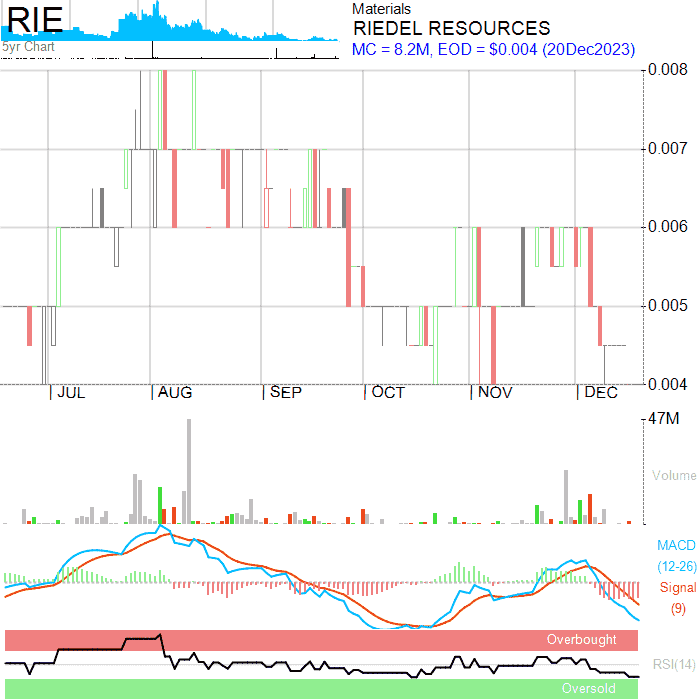 RIE
5yr Chart
Materials
RIEDEL RESOURCES
MC = 8.2M, EOD = $0.004 (20Dec2023)
0.008
0.007
0.006
0.005
0.004
JUL AUG SEP OCT NOV DEC
47M
Volume
MACD
(12-26)
Signal
(9)
Overbought
RSI(14)
Oversold